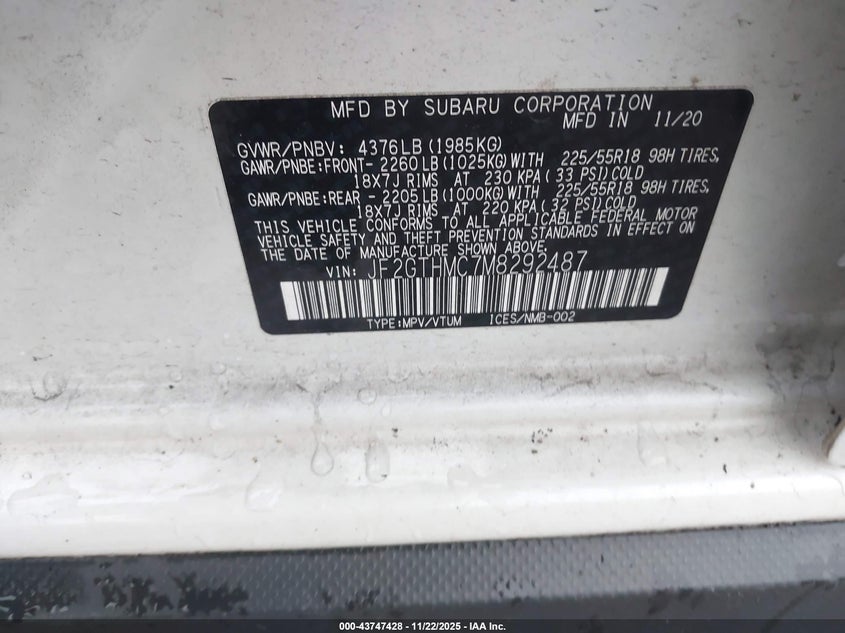 MFD BY SUBARU CORPORATION
MFD IN 11/20
GVWR/PNBV: 4376LB(1985KG)
GAWR/PNBE:FRONT- 2260LB(1025KG)WITH 225/55R18 98H TIRES,
18X7J RIMS AT 230 KPA( 33 PSI)COLD
GAWR/PNBE:REAR - 2205LB(1000KG)WITH 225/55R18 98H TIRES,
18X7J RIMS AT 220 KPA( 32 PSI)COLD
THIS VEHICLE CONFORMS TO ALL APPLICABLE FEDERAL MOTOR
VEHICLE SAFETY AND THEFT PREVENTION STANDARDS IN EFFECT ON
THE DATE OF MANUFACTURE SHOWN ABOVE.
VIN: JF2GTHMC7M8292487
TYPE:MPV/VTUM ICES/NMB-002
000-43747428 - 11/22/2025 - IAA Inc.